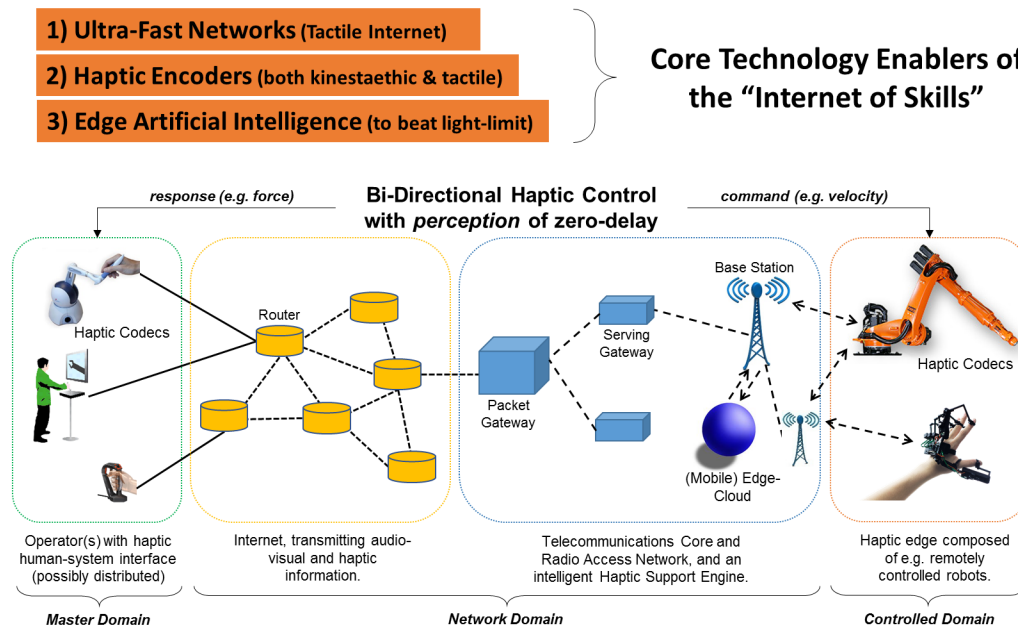 1) Ultra-Fast Networks (Tactile Internet)
2) Haptic Encoders (both kinestaethic & tactile)
3) Edge Artificial Intelligence (to beat light-limit)
Core Technology Enablers of
the “Internet of Skills”
response (e.g. force)
Bi-Directional Haptic Control
with perception of zero-delay
command (e.g. velocity)
Haptic Codecs
Router
Packet
Gateway
Serving
Gateway
Base Station
(Mobile) Edge-
Cloud
Haptic Codecs
Operator(s) with haptic
human-system interface
(possibly distributed)
Internet, transmitting audio-
visual and haptic
information.
Telecommunications Core and
Radio Access Network, and an
intelligent Haptic Support Engine.
Haptic edge composed
of e.g. remotely
controlled robots.
Master Domain
Network Domain
Controlled Domain